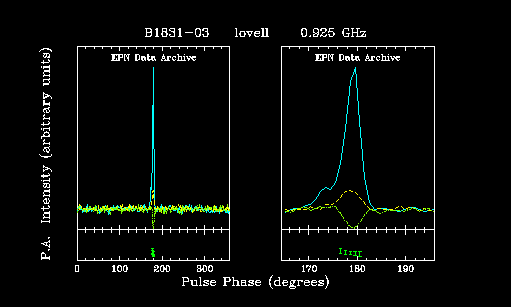 B1831-03 lovell 0.925 GHz
EPN Data Archive EPN Data Archive
P.A. Intensity (arbitrary units)
0 100 200 300 170 180 190
Pulse Phase (degrees)